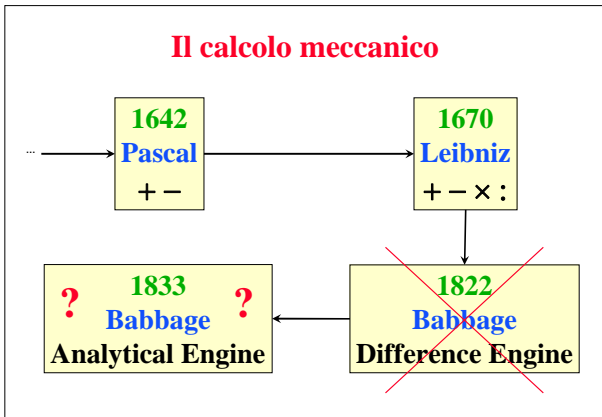 Il calcolo meccanico
...
1642
Pascal
+ −
1670
Leibniz
+ − × :
1822
Babbage
Difference Engine
? 1833 ?
Babbage
Analytical Engine